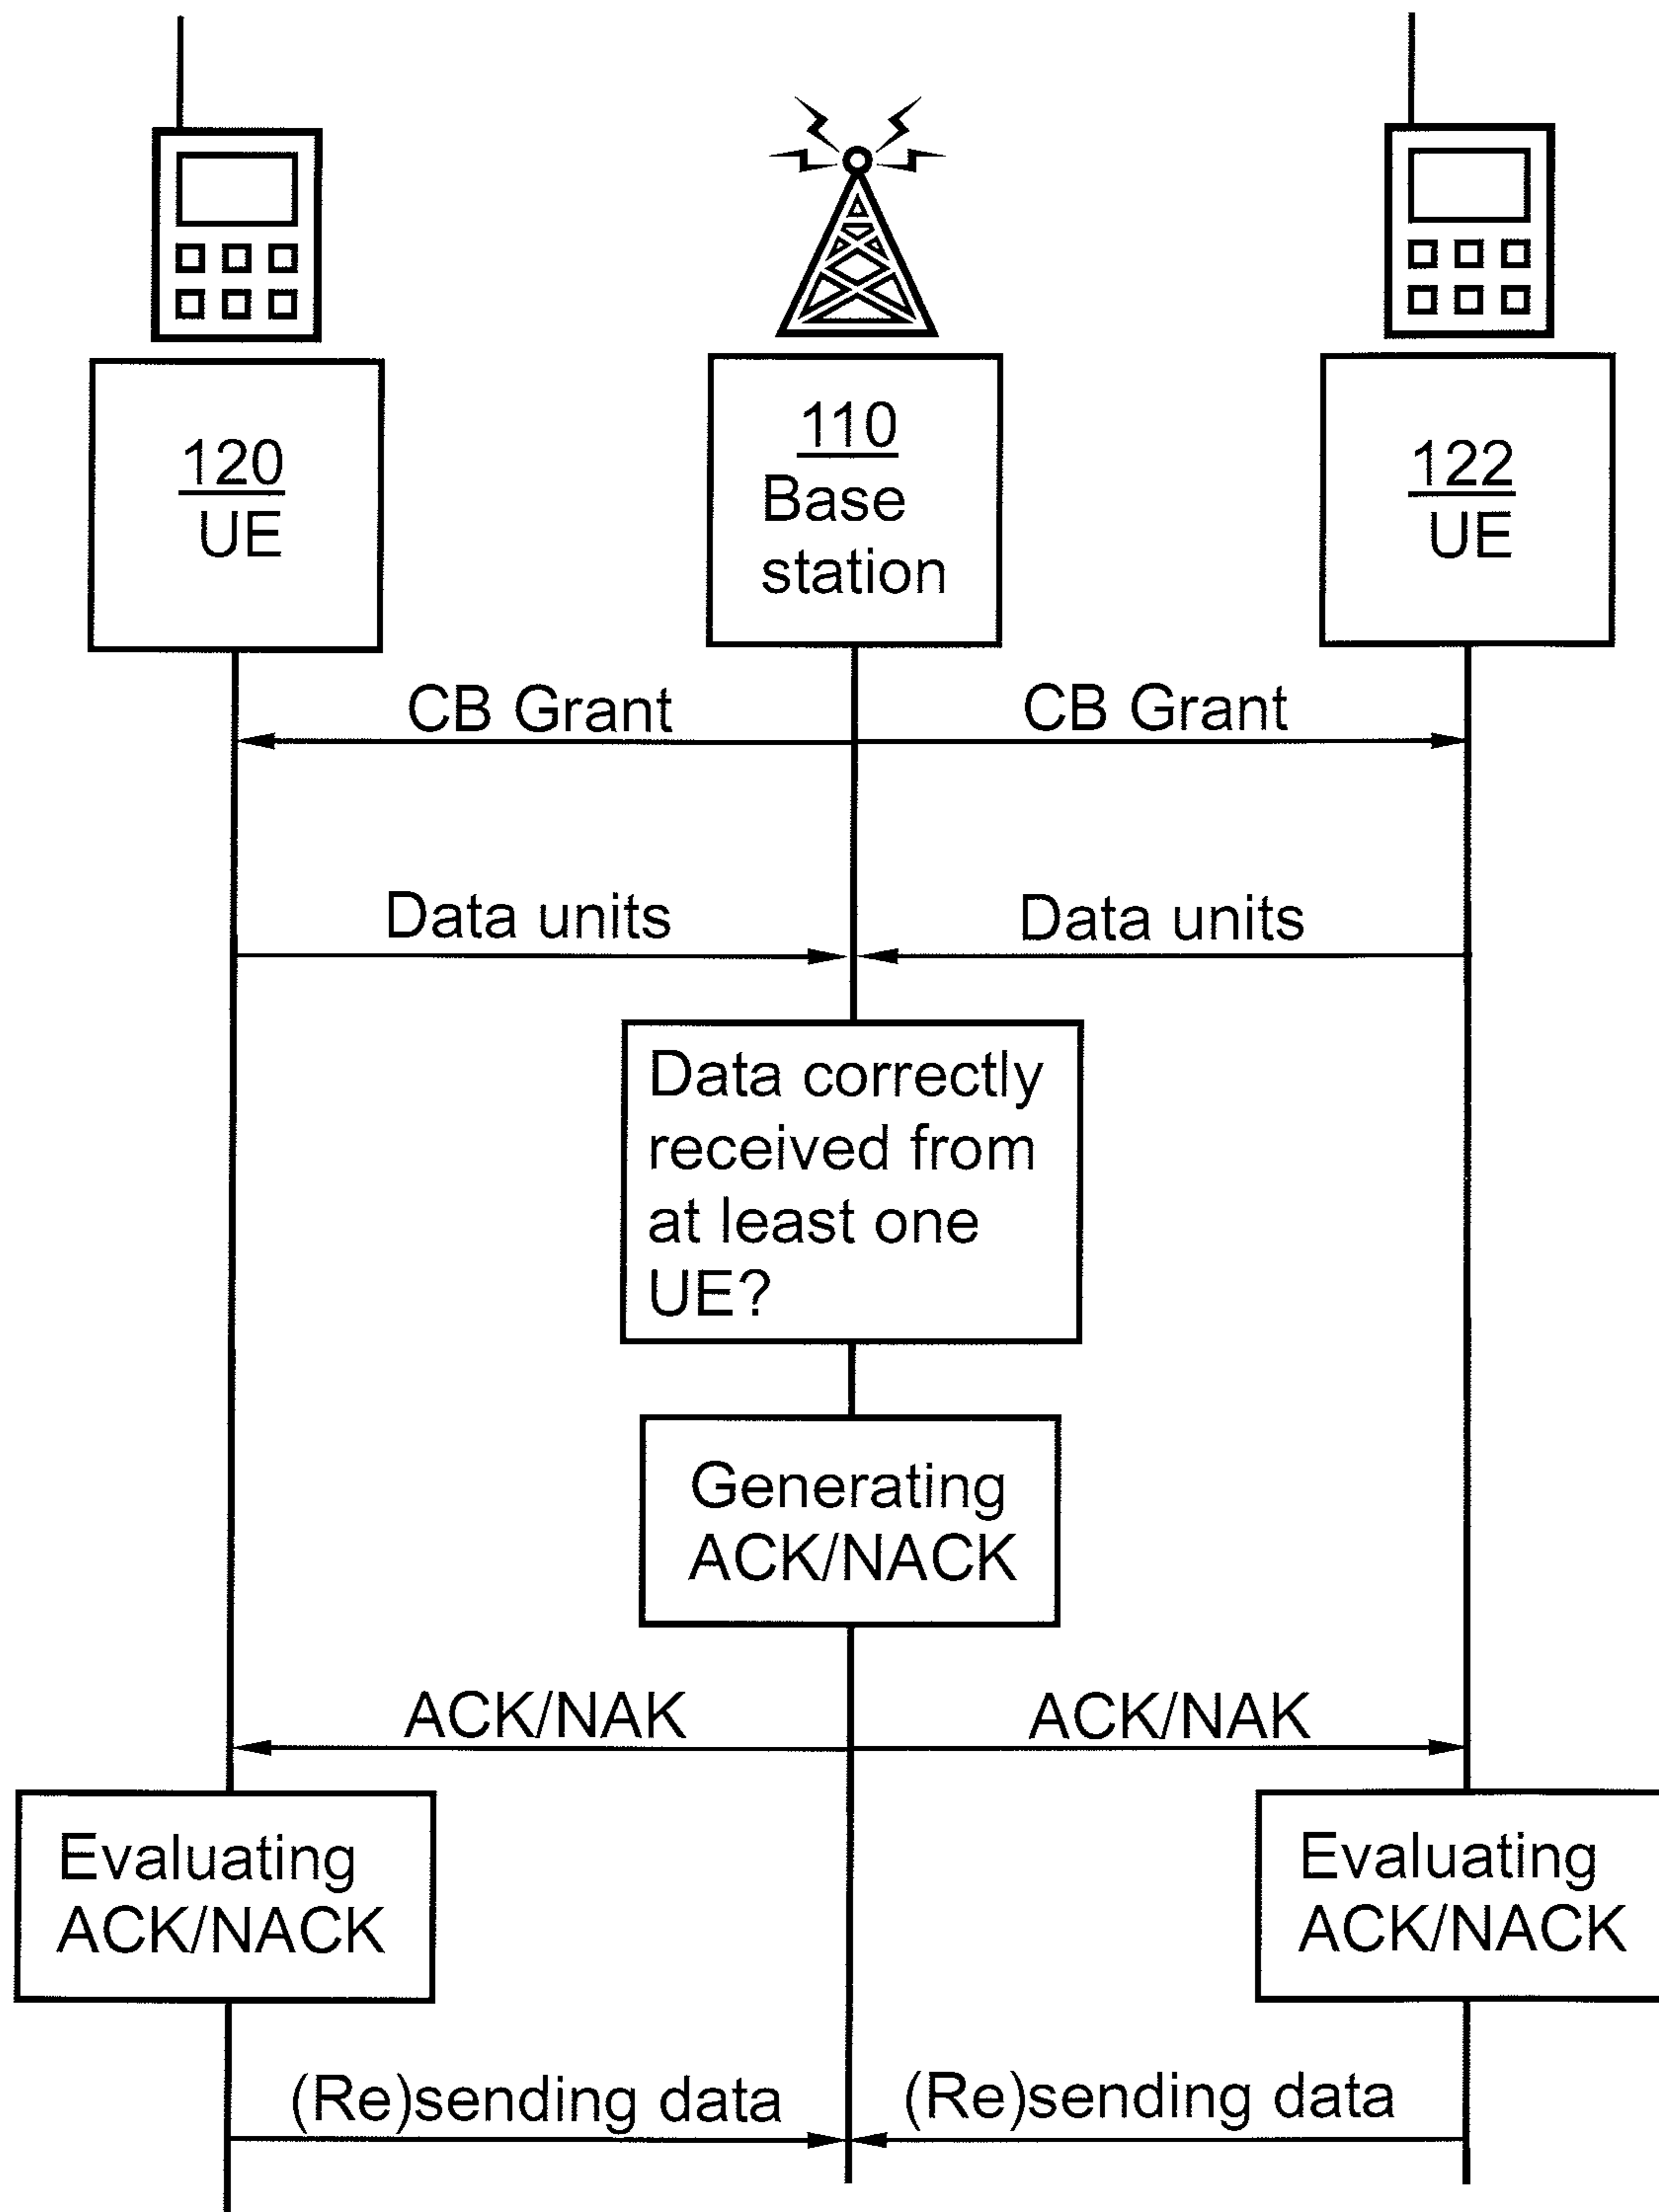 120
UE
110
Base
station
122
UE
CB Grant
CB Grant
Data units
Data units
Data correctly
received from
at least one
UE?
Generating
ACK/NACK
ACK/NAK
ACK/NAK
Evaluating
ACK/NACK
Evaluating
ACK/NACK
(Re)sending data
(Re)sending data